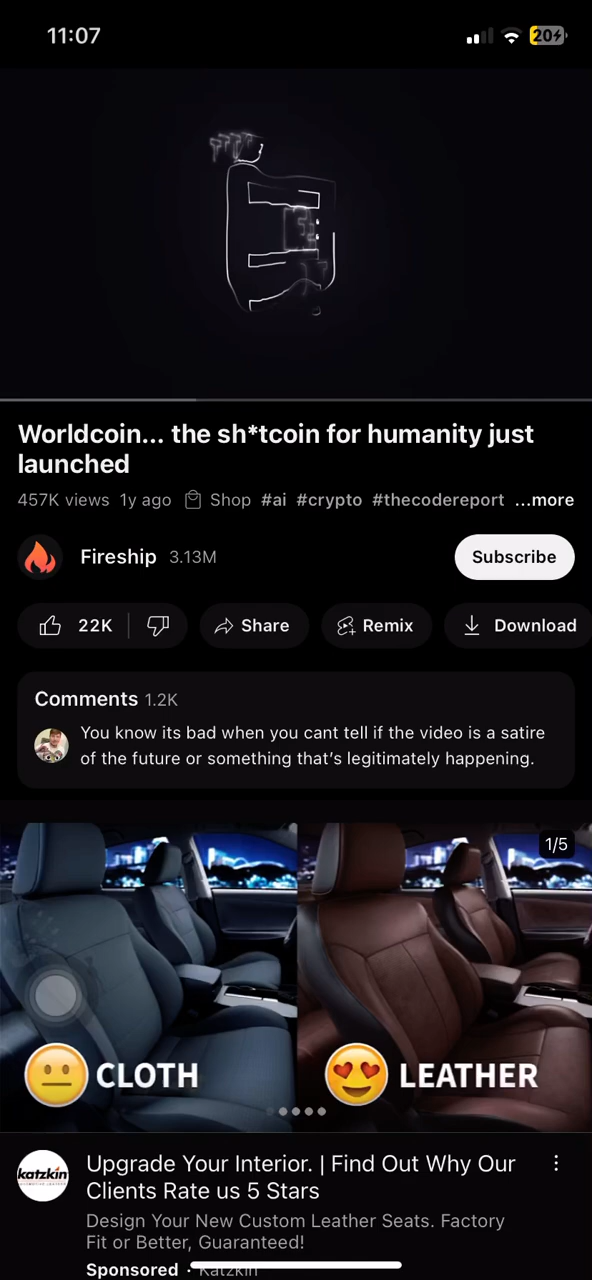 11:07
20
Worldcoin... the sh*tcoin for humanity just
launched
457K views 1y ago Shop #ai #crypto #thecodereport ...more
Fireship 3.13M Subscribe
22K Share Remix Download
Comments 1.2K
You know its bad when you cant tell if the video is a satire
of the future or something that's legitimately happening.
1/5
CLOTH LEATHER
katzkin
Upgrade Your Interior. | Find Out Why Our
Clients Rate us 5 Stars
Design Your New Custom Leather Seats. Factory
Fit or Better, Guaranteed!
Sponsored · Katzkin